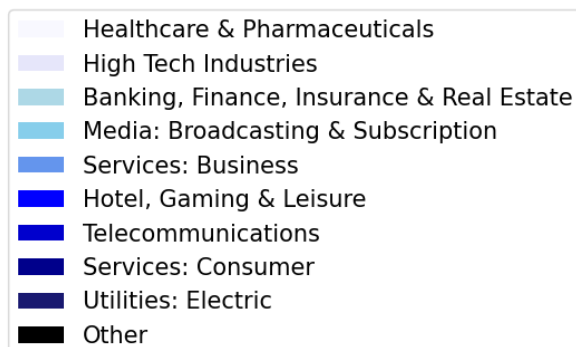 Healthcare & Pharmaceuticals
High Tech Industries
Banking, Finance, Insurance & Real Estate
Media: Broadcasting & Subscription
Services: Business
Hotel, Gaming & Leisure
Telecommunications
Services: Consumer
Utilities: Electric
Other